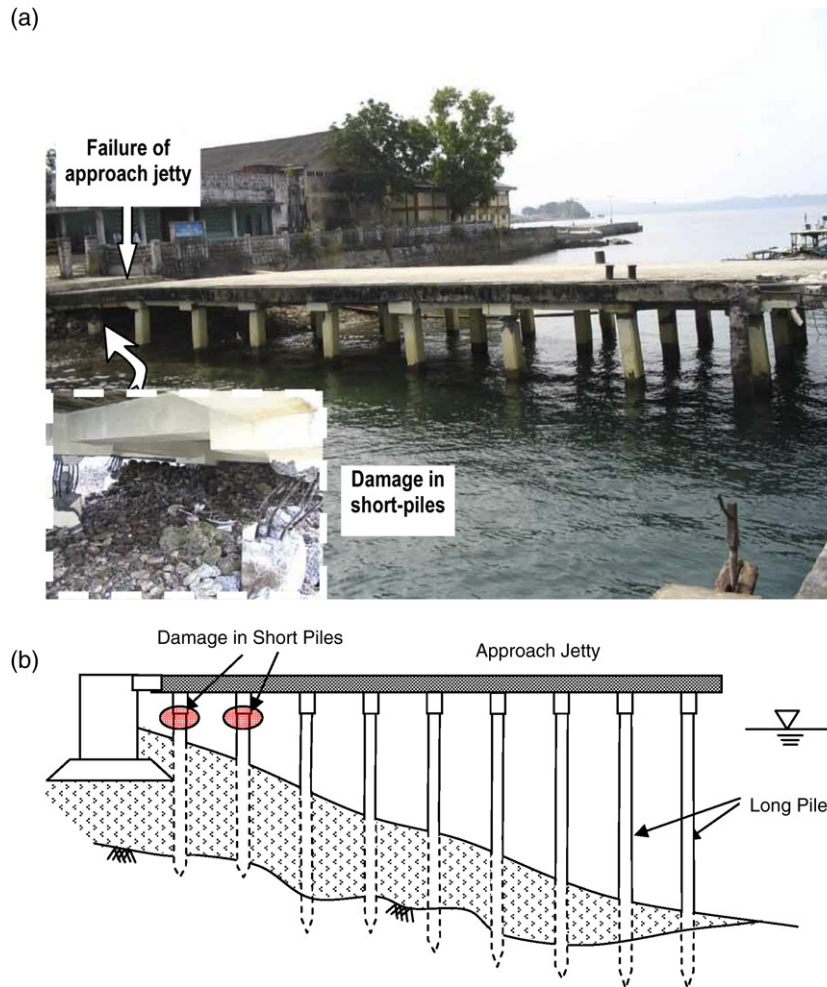 (a)
Failure of
approach jetty
Damage in
short-piles
(b)
Damage in Short Piles
Approach Jetty
Long Pile